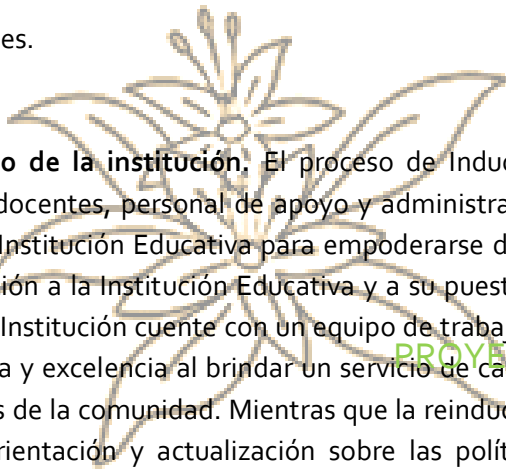 es.
o de la institución. El proceso de Induc
docentes, personal de apoyo y administra
Institución Educativa para empoderarse d
ión a la Institución Educativa y a su puest
Institución cuente con un equipo de traba
PROYE
a y excelencia al brindar un servicio de ca
s de la comunidad. Mientras que la reinduc
rientación y actualización sobre las polít